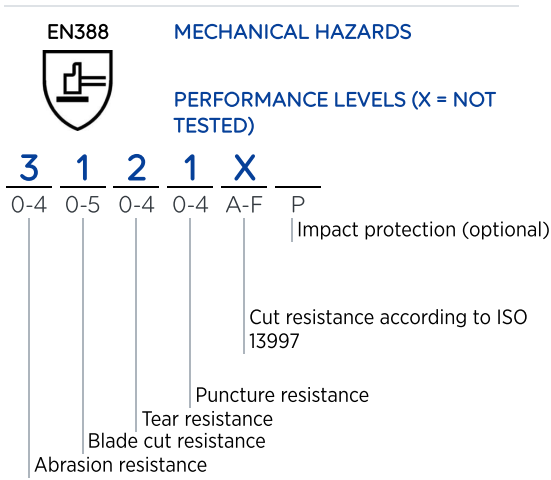 EN388
MECHANICAL HAZARDS
PERFORMANCE LEVELS (X = NOT
TESTED)
3 1 2 1 X
0-4 0-5 0-4 0-4 A-F P
Impact protection (optional)
Cut resistance according to ISO
13997
Puncture resistance
Tear resistance
Blade cut resistance
Abrasion resistance